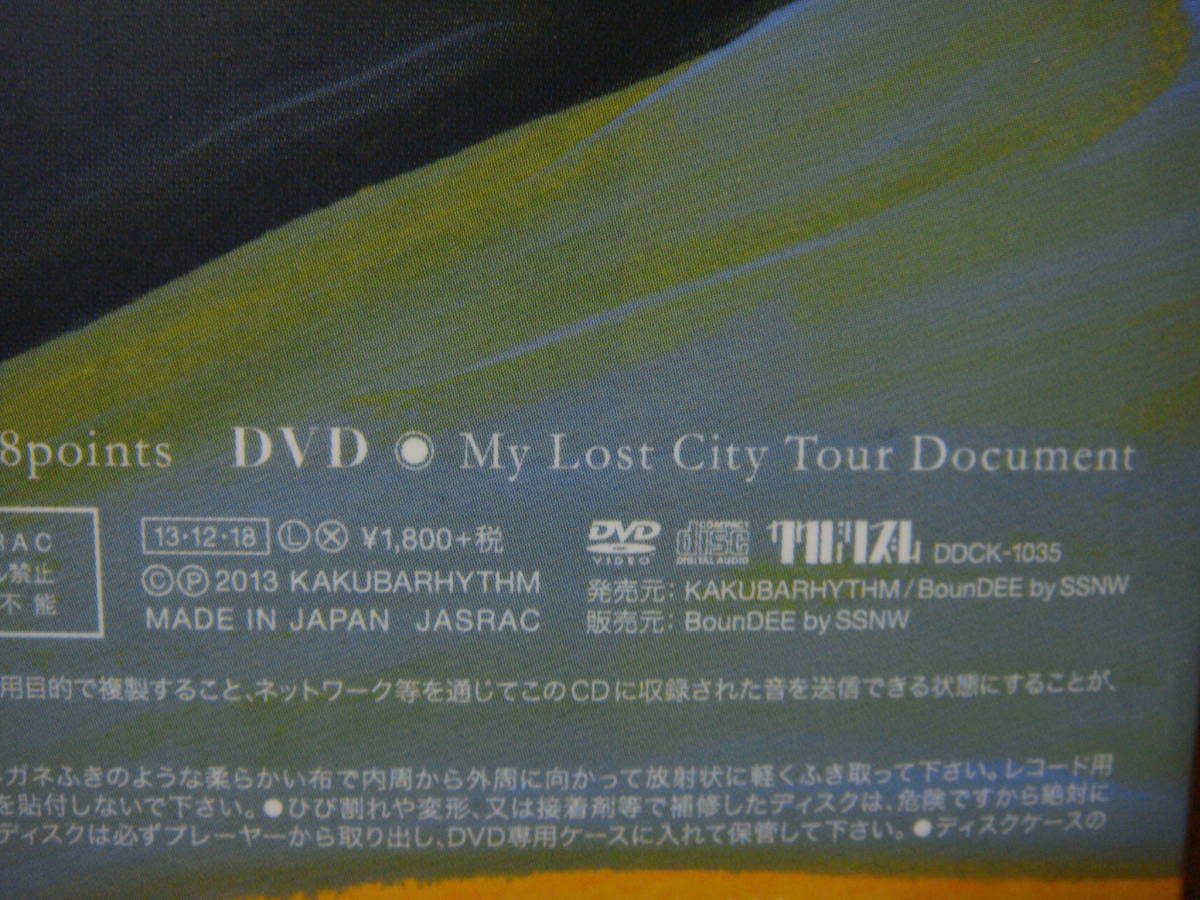 8points DVD ◉ My Lost City Tour Document
RAC
ル禁止
不 能
13・12・18 Ⓛ Ⓧ ¥1,800+税
Ⓒ Ⓟ 2013 KAKUBARHYTHM
MADE IN JAPAN JASRAC
DVD VIDEO COMPACT disc DIGITAL AUDIO カクバリズム DDCK-1035
発売元: KAKUBARHYTHM / BounDEE by SSNW
販売元: BounDEE by SSNW
用目的で複製すること、ネットワーク等を通じてこのCDに収録された音を送信できる状態にすることが、
ガネふきのような柔らかい布で内周から外周に向かって放射状に軽くふき取って下さい。レコード用
を貼付しないで下さい。●ひび割れや変形、又は接着剤等で補修したディスクは、危険ですから絶対に
ディスクは必ずプレーヤーから取り出し、DVD専用ケースに入れて保管して下さい。●ディスクケースの